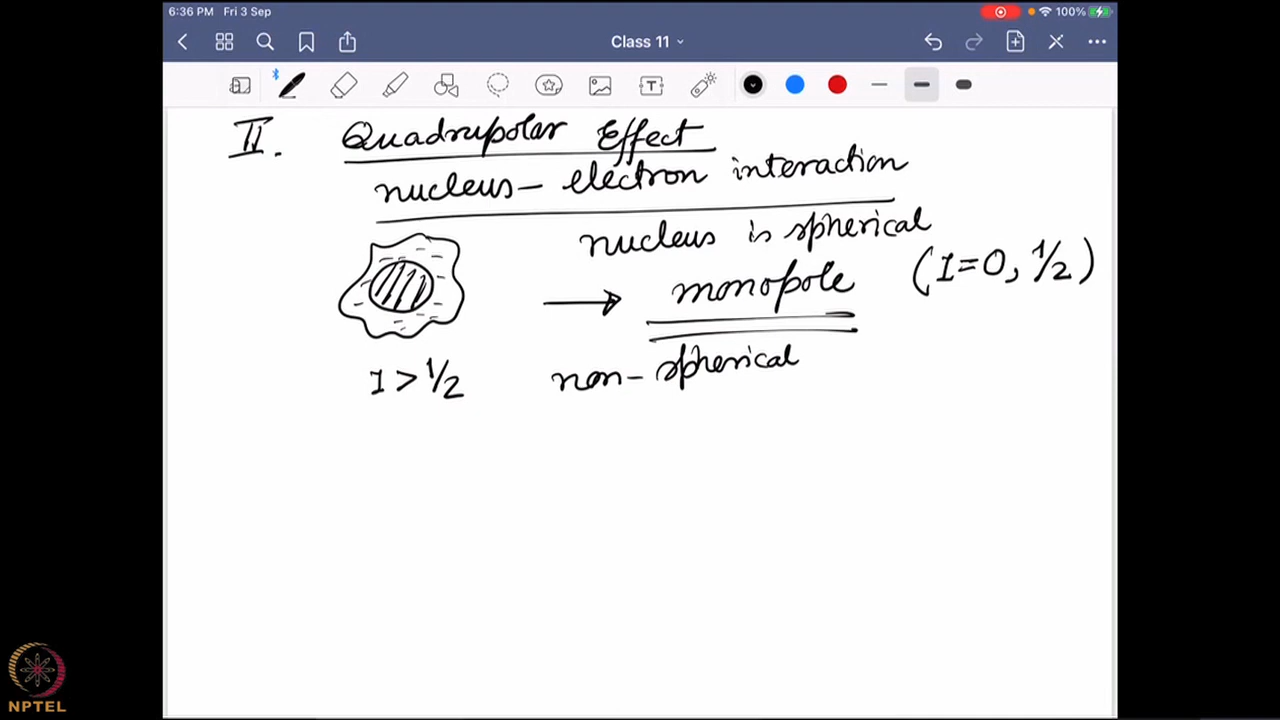 6:36 PM Fri 3 Sep 100%
Class 11
T
II. Quadrupolar Effect
nucleus - electron interaction
nucleus is spherical
→ monopole (I=0, 1/2)
I > 1/2 non-spherical
NPTEL